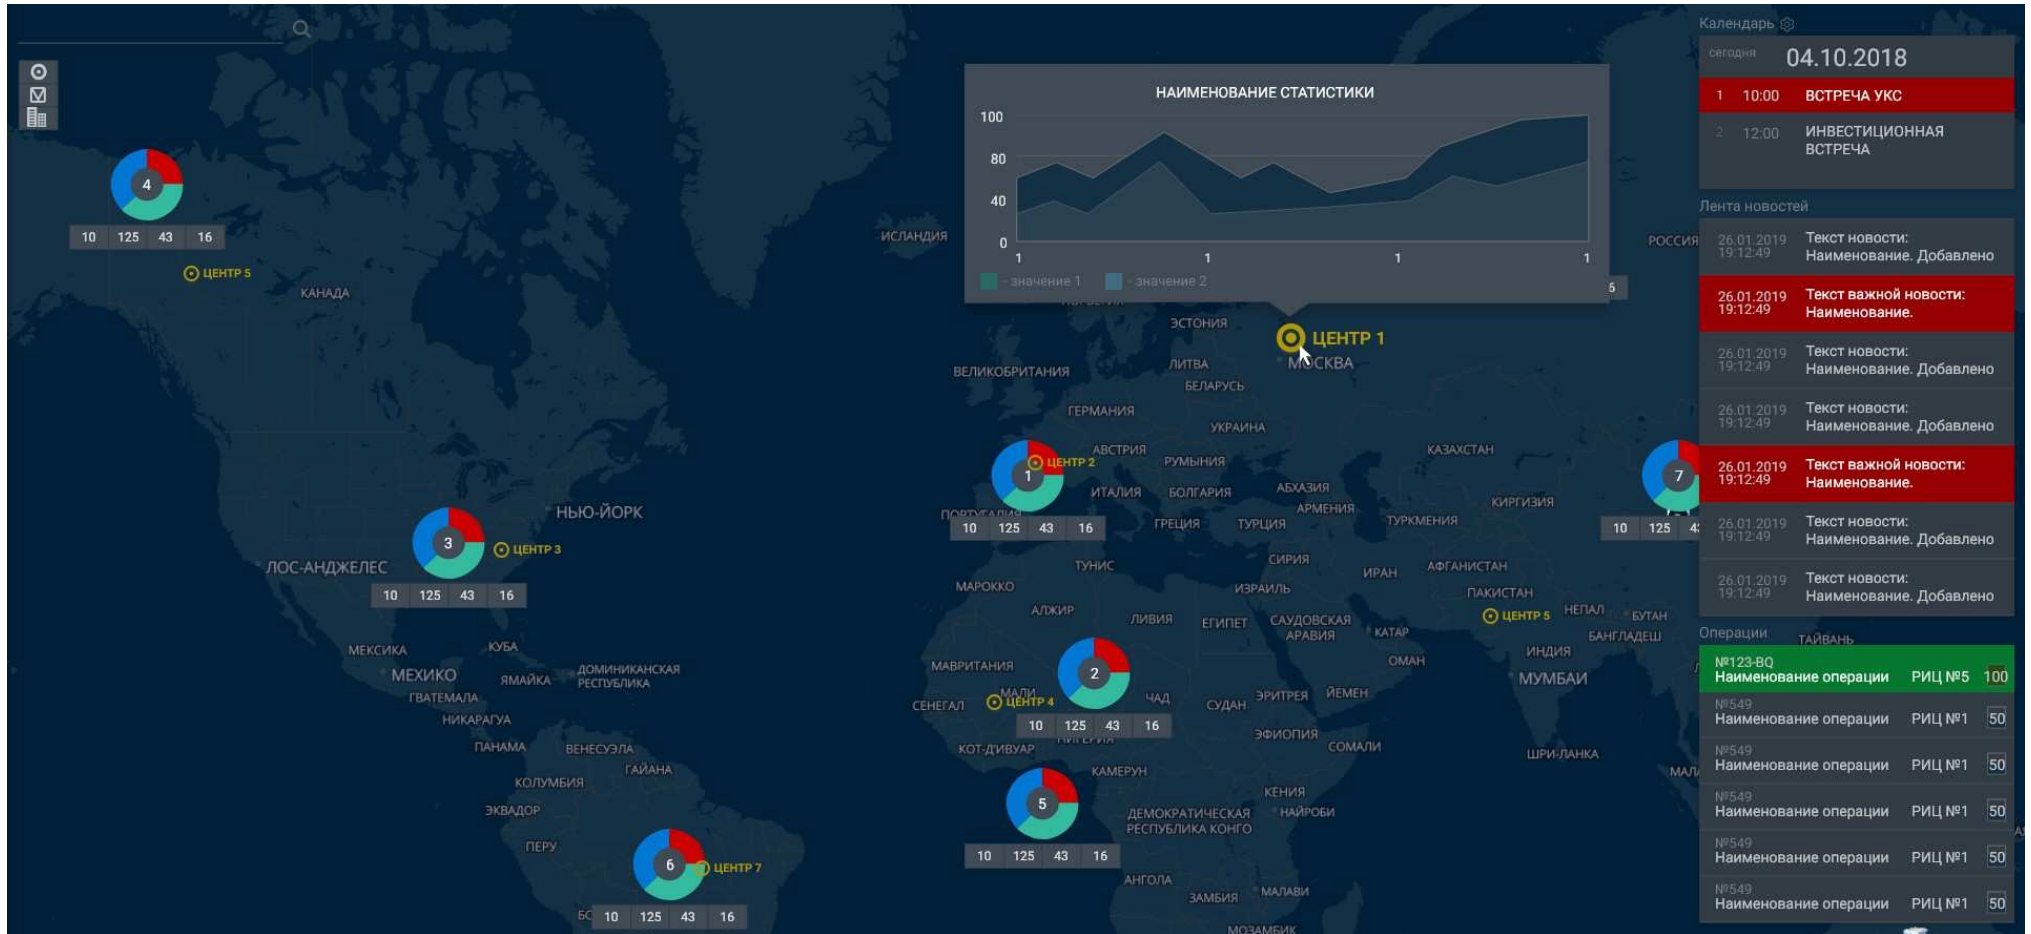 НАИМЕНОВАНИЕ СТАТИСТИКИ
100
80
40
0
1 1 1 1
- значение 1 - значение 2
ЦЕНТР 1
МОСКВА
4
10 125 43 16
ЦЕНТР 5
КАНАДА
ИСЛАНДИЯ
РОССИЯ
6
ЭСТОНИЯ
ЛИТВА
ВЕЛИКОБРИТАНИЯ
БЕЛАРУСЬ
ГЕРМАНИЯ
УКРАИНА
АВСТРИЯ
РУМЫНИЯ
КАЗАХСТАН
ЦЕНТР 2
1
10 125 43 16
ИТАЛИЯ
БОЛГАРИЯ
АБХАЗИЯ
АРМЕНИЯ
КИРГИЗИЯ
ПОРТУГАЛИЯ
ГРЕЦИЯ
ТУРЦИЯ
ТУРКМЕНИЯ
7
10 125
НЬЮ-ЙОРК
3
ЦЕНТР 3
ЛОС-АНДЖЕЛЕС
10 125 43 16
ТУНИС
СИРИЯ
ИРАН
АФГАНИСТАН
МАРОККО
ИЗРАИЛЬ
ПАКИСТАН
АЛЖИР
ЛИВИЯ
ЕГИПЕТ
САУДОВСКАЯ
АРАВИЯ
КАТАР
ЦЕНТР 5
НЕПАЛ
БУТАН
БАНГЛАДЕШ
ТАЙВАНЬ
МЕКСИКА
КУБА
МЕХИКО
ЯМАЙКА
ДОМИНИКАНСКАЯ
РЕСПУБЛИКА
ГВАТЕМАЛА
НИКАРАГУА
ПАНАМА
ВЕНЕСУЭЛА
ГАЙАНА
КОЛУМБИЯ
ЭКВАДОР
ПЕРУ
6
ЦЕНТР 7
10 125 43 16
МАВРИТАНИЯ
МАЛИ
СЕНЕГАЛ
ЦЕНТР 4
2
10 125 43 16
ЧАД
СУДАН
ЭРИТРЕЯ
ЙЕМЕН
ОМАН
ИНДИЯ
МУМБАИ
КОТ-Д'ИВУАР
НИГЕРИЯ
ЭФИОПИЯ
СОМАЛИ
ШРИ-ЛАНКА
КАМЕРУН
5
10 125 43 16
ДЕМОКРАТИЧЕСКАЯ
РЕСПУБЛИКА КОНГО
КЕНИЯ
НАЙРОБИ
АНГОЛА
ЗАМБИЯ
МАЛАВИ
МОЗАМБИК
Календарь
сегодня 04.10.2018
1 10:00 ВСТРЕЧА УКС
2 12:00 ИНВЕСТИЦИОННАЯ
ВСТРЕЧА
Лента новостей
26.01.2019 Текст новости:
19:12:49 Наименование. Добавлено
26.01.2019 Текст важной новости:
19:12:49 Наименование.
26.01.2019 Текст новости:
19:12:49 Наименование. Добавлено
26.01.2019 Текст новости:
19:12:49 Наименование. Добавлено
26.01.2019 Текст важной новости:
19:12:49 Наименование.
26.01.2019 Текст новости:
19:12:49 Наименование. Добавлено
26.01.2019 Текст новости:
19:12:49 Наименование. Добавлено
Операции
№123-BQ
Наименование операции РИЦ №5 100
№549
Наименование операции РИЦ №1 50
№549
Наименование операции РИЦ №1 50
№549
Наименование операции РИЦ №1 50
№549
Наименование операции РИЦ №1 50
№549
Наименование операции РИЦ №1 50